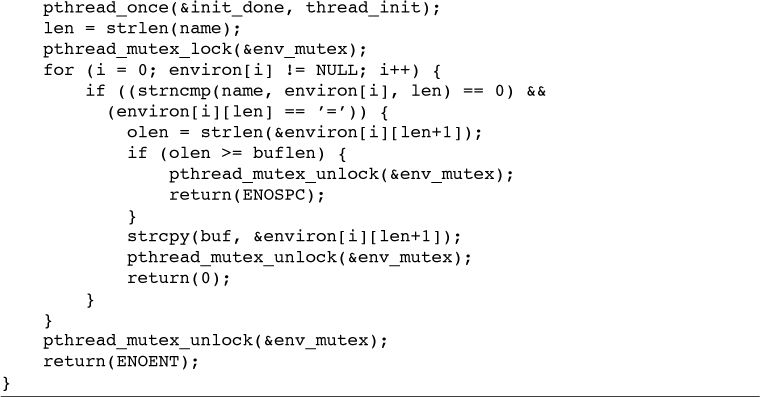 pthread_once(&init_done, thread_init);
    len = strlen(name);
    pthread_mutex_lock(&env_mutex);
    for (i = 0; environ[i] != NULL; i++) {
        if ((strncmp(name, environ[i], len) == 0) &&
          (environ[i][len] == ’=’)) {
            olen = strlen(&environ[i][len+1]);
            if (olen >= buflen) {
                pthread_mutex_unlock(&env_mutex);
                return(ENOSPC);
            }
            strcpy(buf, &environ[i][len+1]);
            pthread_mutex_unlock(&env_mutex);
            return(0);
        }
    }
    pthread_mutex_unlock(&env_mutex);
    return(ENOENT);
}